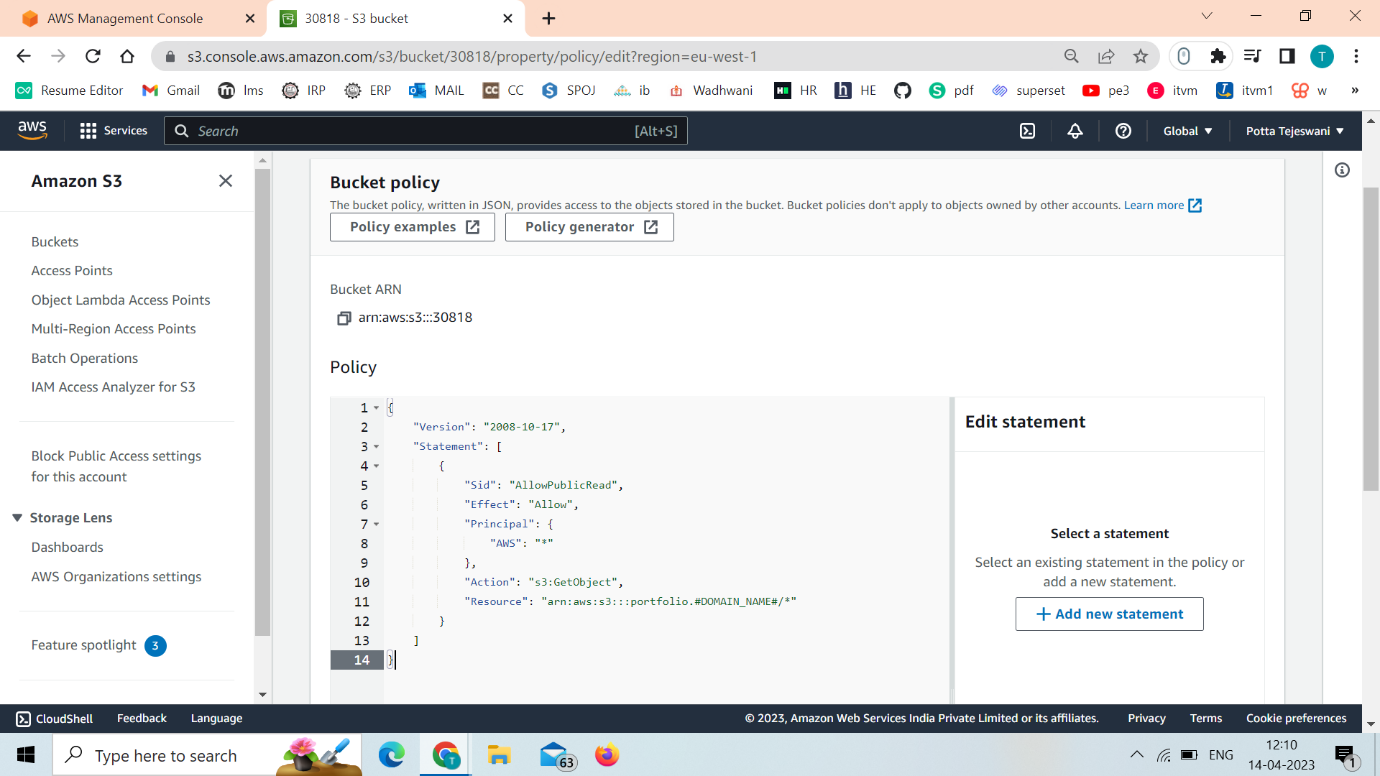 AWS Management Console
30818 - S3 bucket
s3.console.aws.amazon.com/s3/bucket/30818/property/policy/edit?region=eu-west-1
T
Resume Editor Gmail lms IRP ERP MAIL CC CC SPOJ ib Wadhwani HR HE pdf superset pe3 itvm itvm1 w »
aws Services Search [Alt+S] Global ▼ Potta Tejeswani ▼
Amazon S3
Buckets
Access Points
Object Lambda Access Points
Multi-Region Access Points
Batch Operations
IAM Access Analyzer for S3
Block Public Access settings
for this account
Storage Lens
Dashboards
AWS Organizations settings
Feature spotlight 3
Bucket policy
The bucket policy, written in JSON, provides access to the objects stored in the bucket. Bucket policies don't apply to objects owned by other accounts. Learn more
Policy examples Policy generator
Bucket ARN
arn:aws:s3:::30818
Policy
1 {
2 "Version": "2008-10-17",
3 "Statement": [
4 {
5 "Sid": "AllowPublicRead",
6 "Effect": "Allow",
7 "Principal": {
8 "AWS": "*"
9 },
10 "Action": "s3:GetObject",
11 "Resource": "arn:aws:s3:::portfolio.#DOMAIN_NAME#/*"
12 }
13 ]
14 }
Edit statement
Select a statement
Select an existing statement in the policy or
add a new statement.
+ Add new statement
CloudShell Feedback Language © 2023, Amazon Web Services India Private Limited or its affiliates. Privacy Terms Cookie preferences
Type here to search 63 ENG 12:10
14-04-2023 1